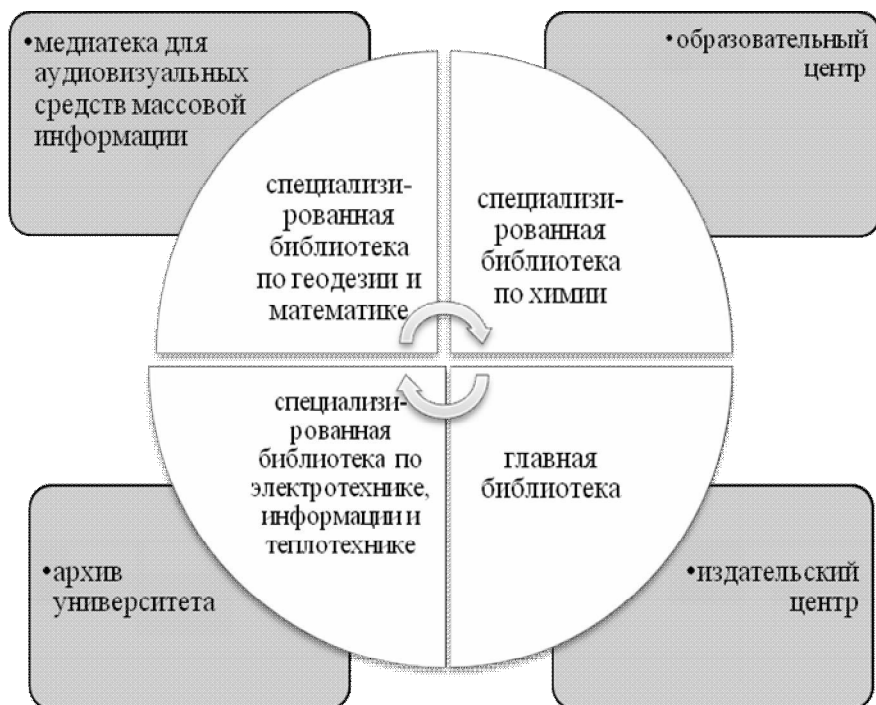 •медиатека для
аудиовизуальных
средств массовой
информации
•образовательный
центр
специализи-
рованная
библиотека
по геодезии и
математике
специализи-
рованная
библиотека
по химии
специализи-
рованная
библиотека по
электротехнике,
информации и
теплотехнике
главная
библиотека
•архив
университета
•издательский
центр